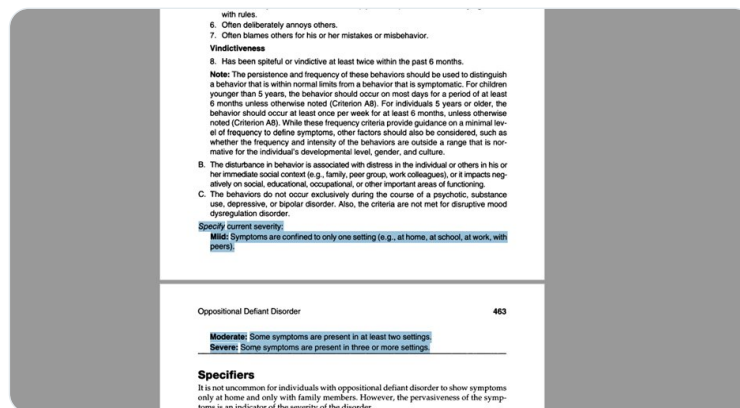 with rules.
6. Often deliberately annoys others.
7. Often blames others for his or her mistakes or misbehavior.
Vindictiveness
8. Has been spiteful or vindictive at least twice within the past 6 months.
Note: The persistence and frequency of these behaviors should be used to distinguish
a behavior that is within normal limits from a behavior that is symptomatic. For children
younger than 5 years, the behavior should occur on most days for a period of at least
6 months unless otherwise noted (Criterion A8). For individuals 5 years or older, the
behavior should occur at least once per week for at least 6 months, unless otherwise
noted (Criterion A8). While these frequency criteria provide guidance on a minimal lev-
el of frequency to define symptoms, other factors should also be considered, such as
whether the frequency and intensity of the behaviors are outside a range that is nor-
mative for the individual's developmental level, gender, and culture.
B. The disturbance in behavior is associated with distress in the individual or others in his or
her immediate social context (e.g., family, peer group, work colleagues), or it impacts neg-
atively on social, educational, occupational, or other important areas of functioning.
C. The behaviors do not occur exclusively during the course of a psychotic, substance
use, depressive, or bipolar disorder. Also, the criteria are not met for disruptive mood
dysregulation disorder.
Specify current severity:
Mild: Symptoms are confined to only one setting (e.g., at home, at school, at work, with
peers).
Oppositional Defiant Disorder 463
Moderate: Some symptoms are present in at least two settings.
Severe: Some symptoms are present in three or more settings.
Specifiers
It is not uncommon for individuals with oppositional defiant disorder to show symptoms
only at home and only with family members. However, the pervasiveness of the symp-
toms is an indicator of the severity of the disorder.